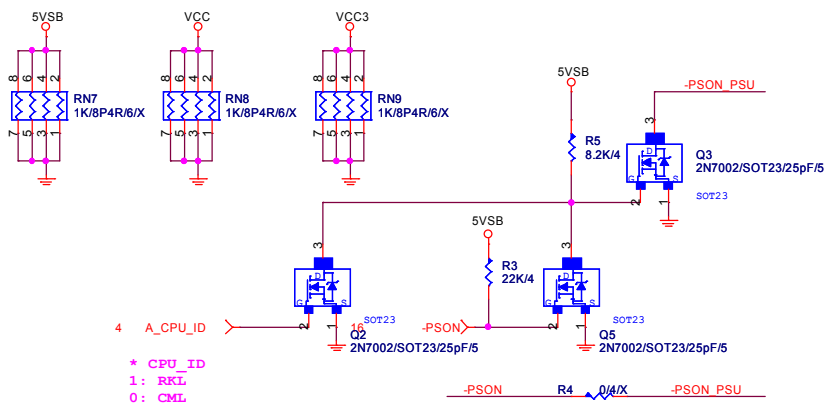 5VSB
VCC
VCC3
8 6 4 2
RN7
1K/8P4R/6/X
7 5 3 1
8 6 4 2
RN8
1K/8P4R/6/X
7 5 3 1
8 6 4 2
RN9
1K/8P4R/6/X
7 5 3 1
5VSB
-PSON_PSU
R5
8.2K/4
3
D
G
S
2
1
Q3
2N7002/SOT23/25pF/5
SOT23
5VSB
R3
22K/4
3
D
G
S
2
1
SOT23
Q2
2N7002/SOT23/25pF/5
4 A_CPU_ID
16 -PSON
3
D
G
S
2
1
SOT23
Q5
2N7002/SOT23/25pF/5
* CPU_ID
1: RKL
0: CML
-PSON R4 0/4/X -PSON_PSU